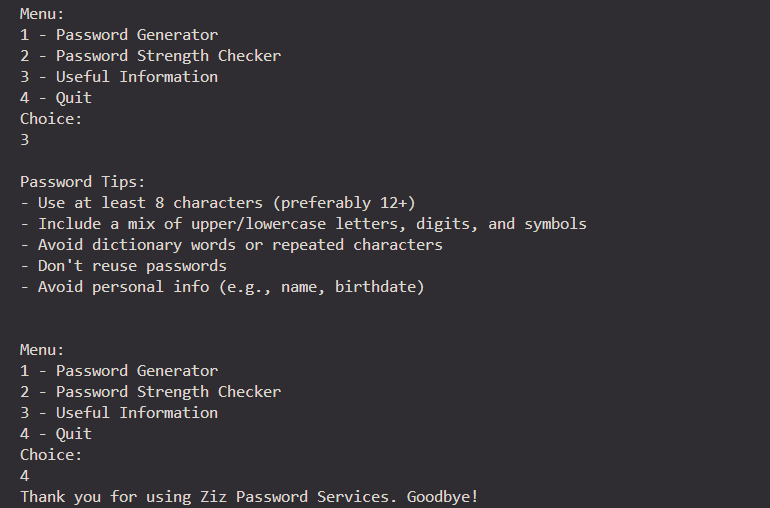 Menu:
1 - Password Generator
2 - Password Strength Checker
3 - Useful Information
4 - Quit
Choice:
3
Password Tips:
- Use at least 8 characters (preferably 12+)
- Include a mix of upper/lowercase letters, digits, and symbols
- Avoid dictionary words or repeated characters
- Don't reuse passwords
- Avoid personal info (e.g., name, birthdate)
Menu:
1 - Password Generator
2 - Password Strength Checker
3 - Useful Information
4 - Quit
Choice:
4
Thank you for using Ziz Password Services. Goodbye!